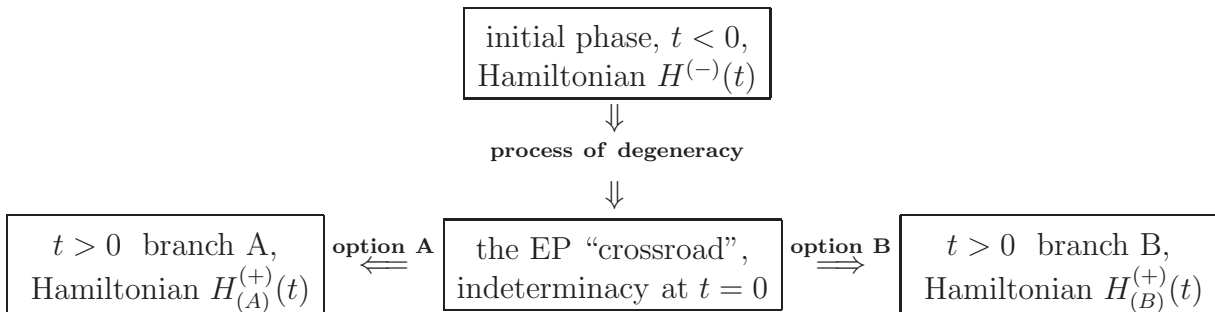 initial phase, t < 0,
Hamiltonian H^{(−)}(t)
⇓
process of degeneracy
⇓
t > 0 branch A,
Hamiltonian H^{(+)}_{(A)}(t)
option A
⇐
the EP “crossroad”,
indeterminacy at t = 0
option B
⇒
t > 0 branch B,
Hamiltonian H^{(+)}_{(B)}(t)